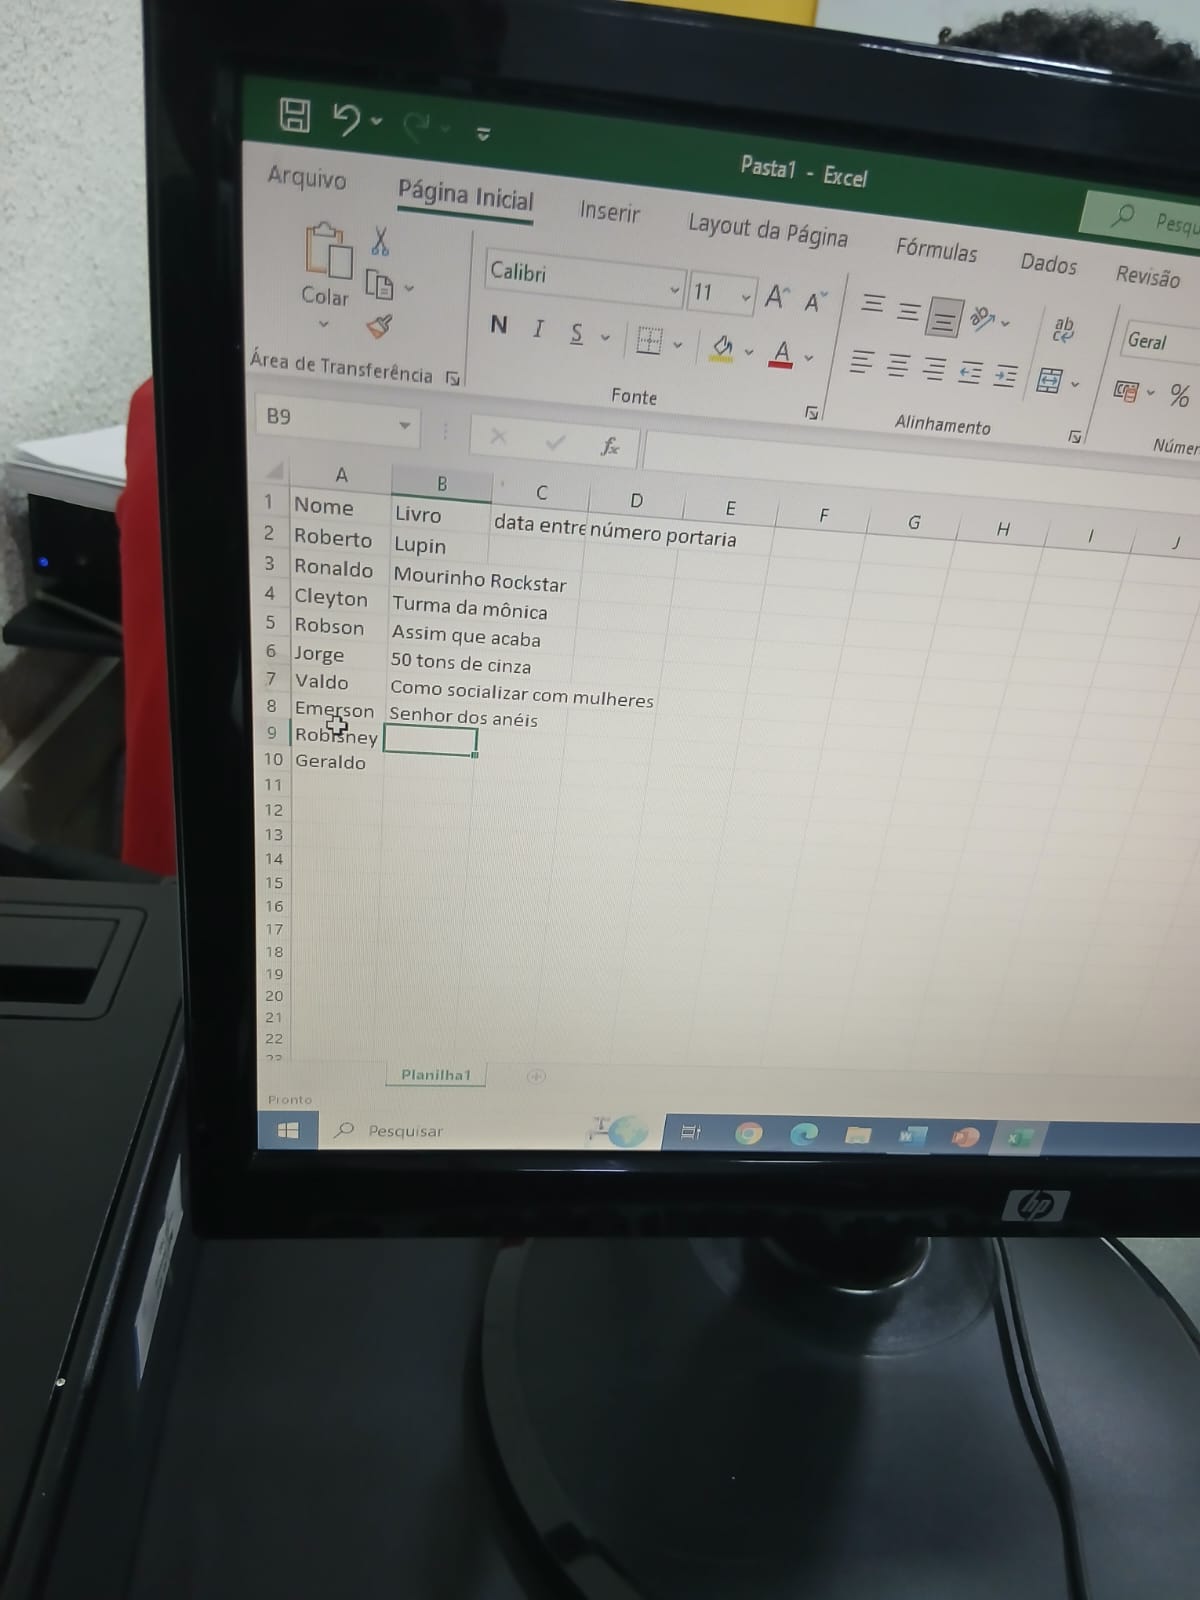 Pasta1 - Excel
Arquivo Página Inicial Inserir Layout da Página Fórmulas Dados Revisão
Colar
Calibri 11
N I S
ab
Geral
%
Área de Transferência Fonte Alinhamento
B9 fx
A B C D E F G H I J
1 Nome Livro data entre número portaria
2 Roberto Lupin
3 Ronaldo Mourinho Rockstar
4 Cleyton Turma da mônica
5 Robson Assim que acaba
6 Jorge 50 tons de cinza
7 Valdo Como socializar com mulheres
8 Emerson Senhor dos anéis
9 Robisney
10 Geraldo
11
12
13
14
15
16
17
18
19
20
21
22
Planilha1
Pronto
Pesquisar
hp